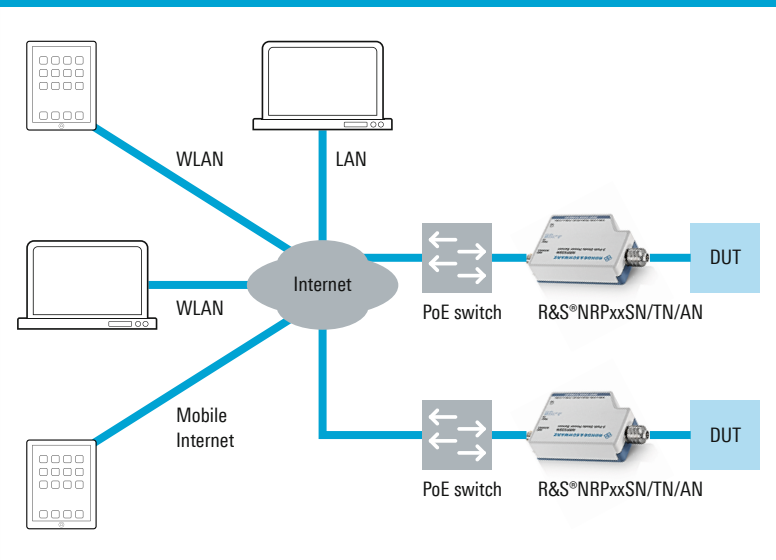 WLAN
LAN
Internet
PoE switch
R&S®NRPxxSN/TN/AN
DUT
WLAN
Mobile
Internet
PoE switch
R&S®NRPxxSN/TN/AN
DUT